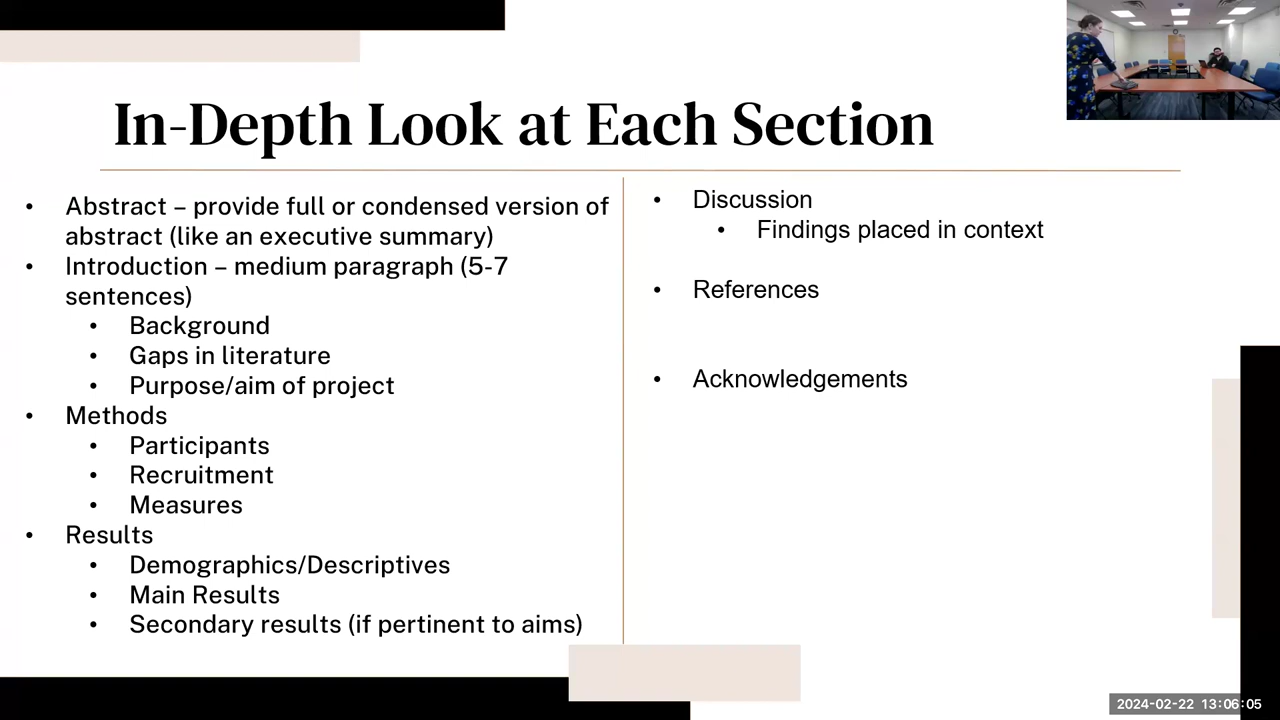 In-Depth Look at Each Section
• Abstract – provide full or condensed version of
abstract (like an executive summary)
• Introduction – medium paragraph (5-7
sentences)
• Background
• Gaps in literature
• Purpose/aim of project
• Methods
• Participants
• Recruitment
• Measures
• Results
• Demographics/Descriptives
• Main Results
• Secondary results (if pertinent to aims)
• Discussion
• Findings placed in context
• References
• Acknowledgements
2024-02-22 13:06:05